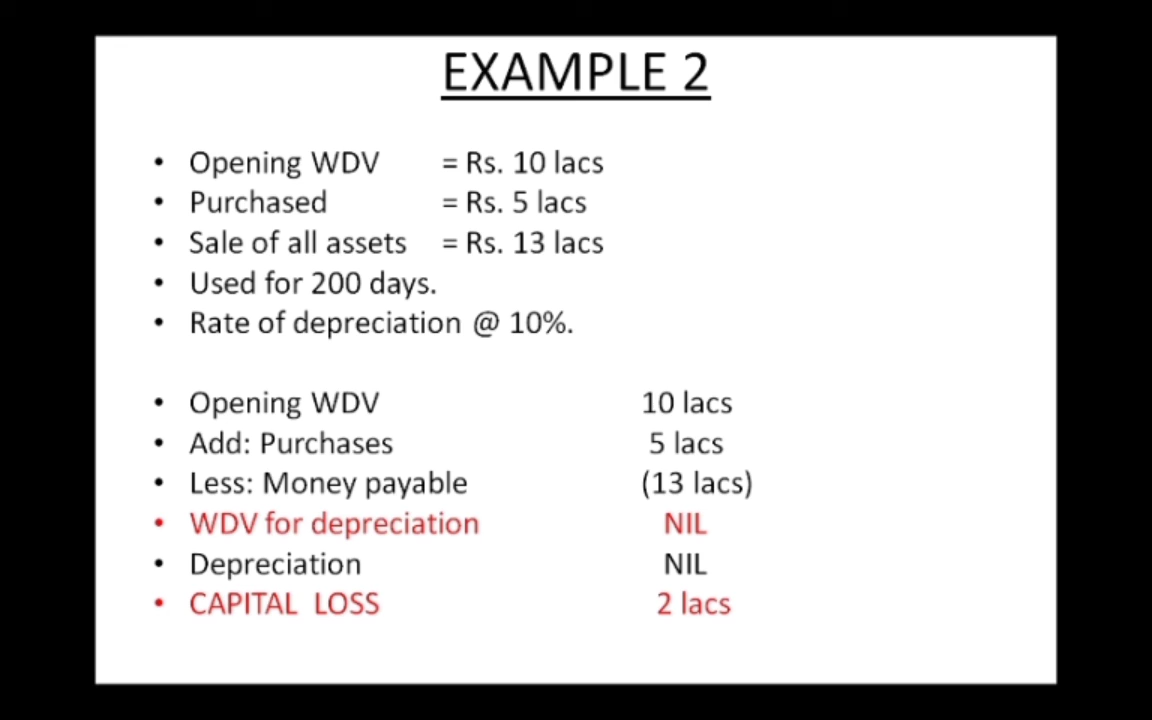 EXAMPLE 2
• Opening WDV = Rs. 10 lacs
• Purchased = Rs. 5 lacs
• Sale of all assets = Rs. 13 lacs
• Used for 200 days.
• Rate of depreciation @ 10%.
• Opening WDV 10 lacs
• Add: Purchases 5 lacs
• Less: Money payable (13 lacs)
• WDV for depreciation NIL
• Depreciation NIL
• CAPITAL LOSS 2 lacs